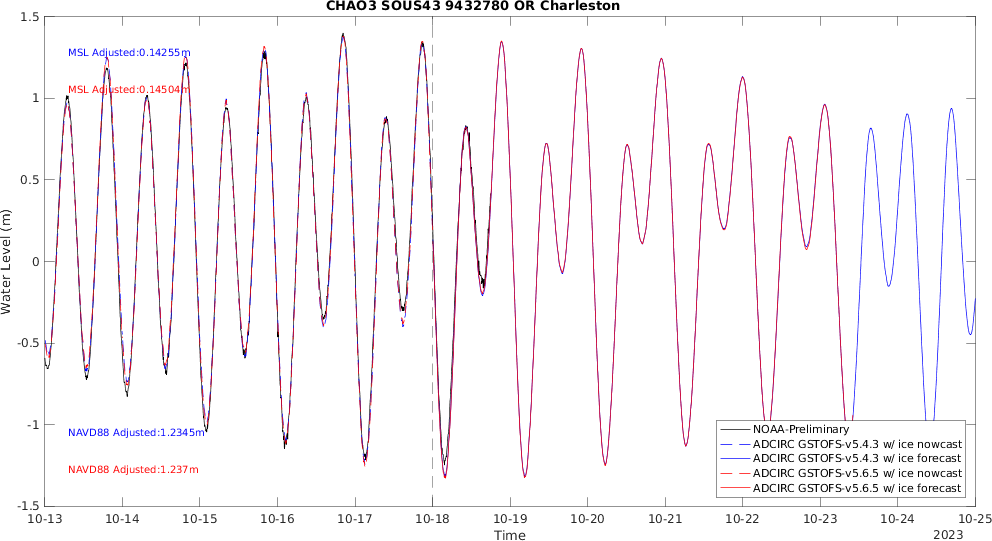 CHAO3 SOUS43 9432780 OR Charleston
1.5
MSL Adjusted:0.14255m
MSL Adjusted:0.14504m
1
0.5
0
-0.5
-1
-1.5
Water Level (m)
NAVD88 Adjusted:1.2345m
NAVD88 Adjusted:1.237m
NOAA-Preliminary
ADCIRC GSTOFS-v5.4.3 w/ ice nowcast
ADCIRC GSTOFS-v5.4.3 w/ ice forecast
ADCIRC GSTOFS-v5.6.5 w/ ice nowcast
ADCIRC GSTOFS-v5.6.5 w/ ice forecast
10-13 10-14 10-15 10-16 10-17 10-18 10-19 10-20 10-21 10-22 10-23 10-24 10-25
Time
2023